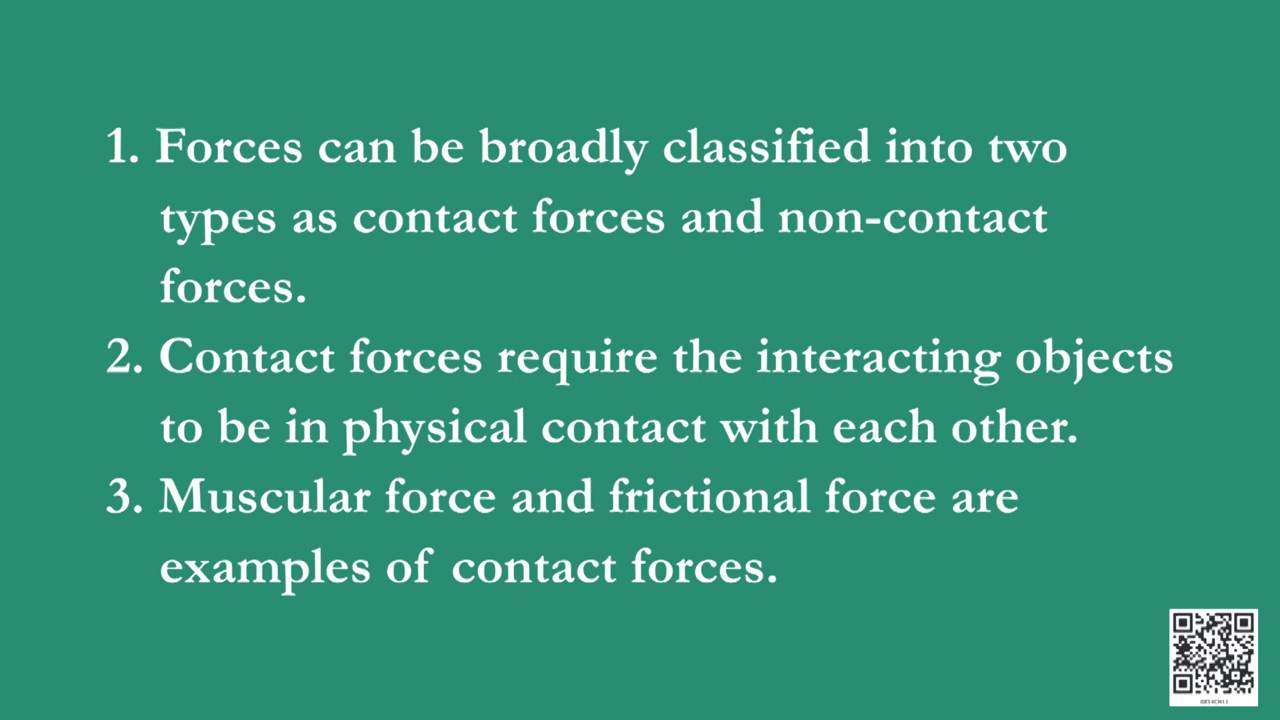 1. Forces can be broadly classified into two
types as contact forces and non-contact
forces.
2. Contact forces require the interacting objects
to be in physical contact with each other.
3. Muscular force and frictional force are
examples of contact forces.